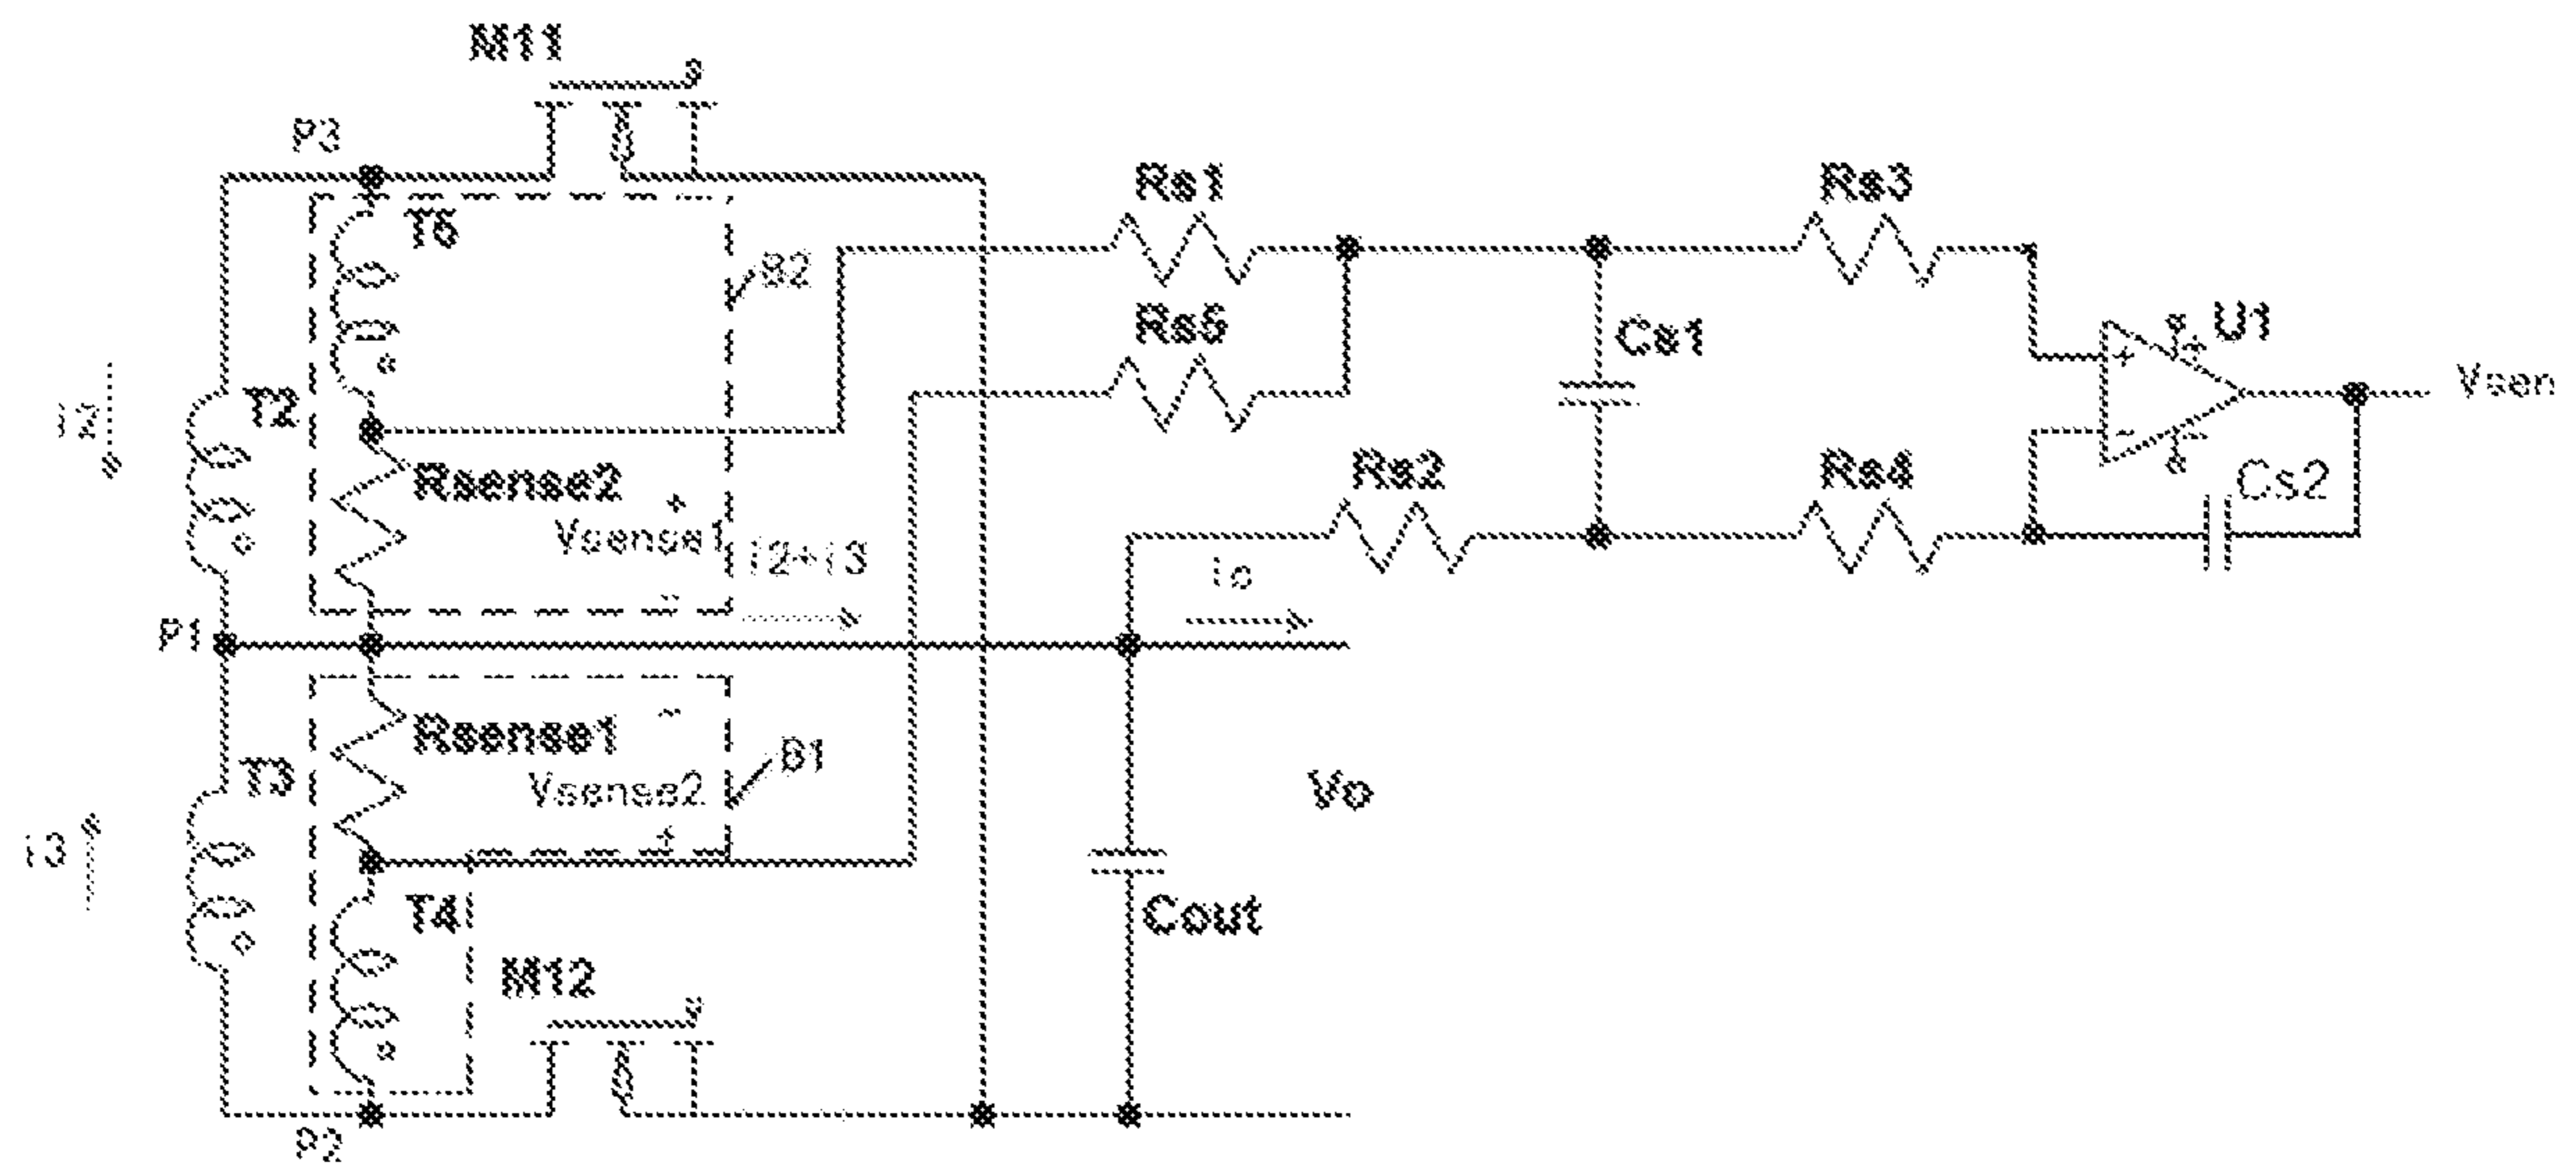 M11
P3
T5
Rs1
Rs3
B2
Rs5
Cs1
U1
Vsen
i2
T2
Rsense2
Vsense1
+
-
i2+i3
Rs2
Rs4
Cs2
io
P1
Rsense1
-
Vsense2
+
B1
T3
i3
Vo
T4
Cout
M12
P2